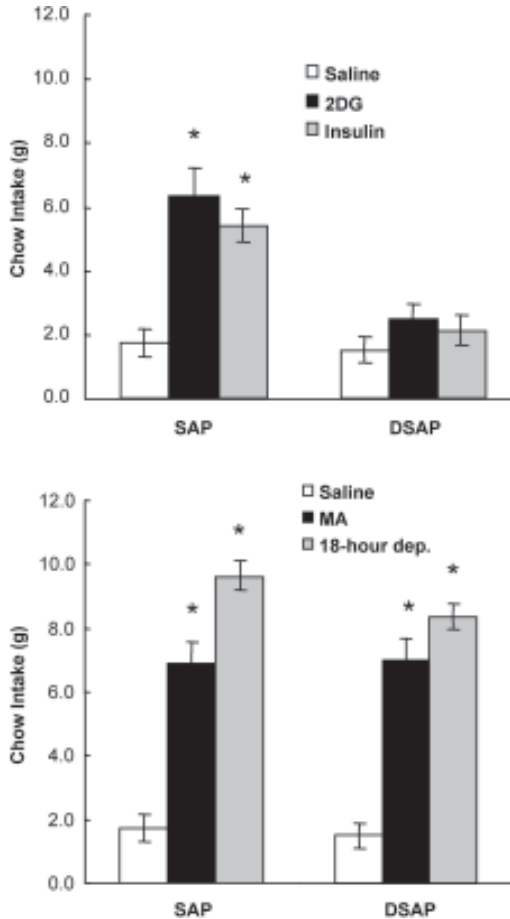 12.0
10.0
8.0
6.0
4.0
2.0
0.0
Chow Intake (g)
Saline
2DG
Insulin
*
*
SAP
DSAP
12.0
10.0
8.0
6.0
4.0
2.0
0.0
Chow Intake (g)
Saline
MA
18-hour dep.
*
*
*
*
SAP
DSAP